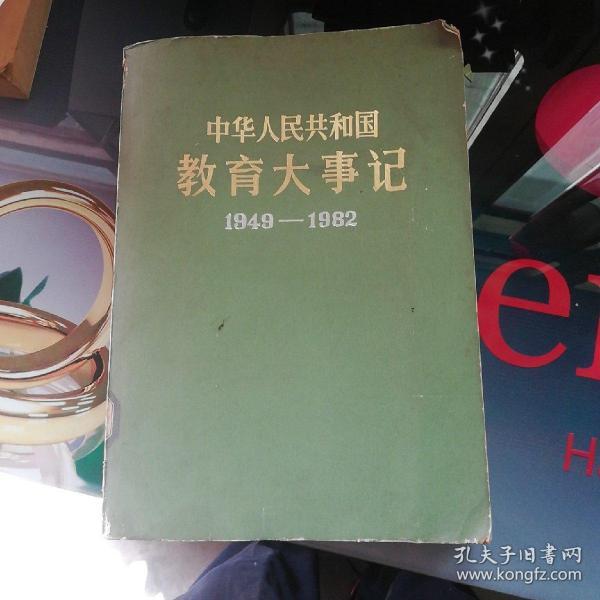 中华人民共和国
教育大事记
1949—1982
er
H
孔夫子旧书网
www.kongfz.com